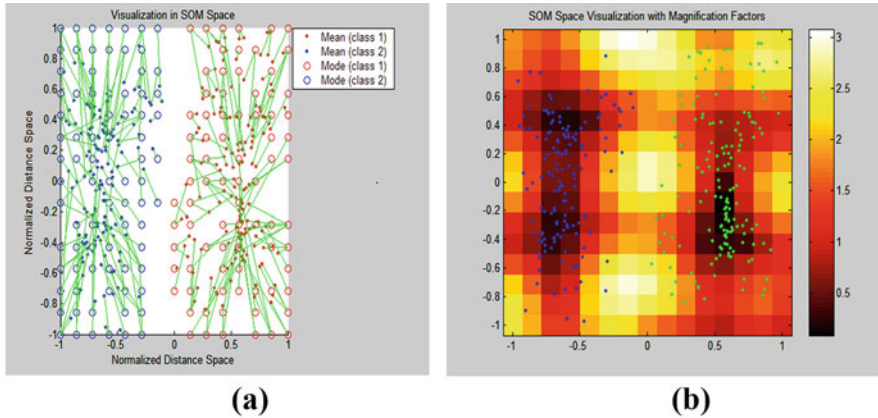 Visualization in SOM Space
Mean (class 1)
Mean (class 2)
Mode (class 1)
Mode (class 2)
Normalized Distance Space
1
0.8
0.6
0.4
0.2
0
-0.2
-0.4
-0.6
-0.8
-1
-1 -0.5 0 0.5 1
Normalized Distance Space
(a)
SOM Space Visualization with Magnification Factors
1
0.8
0.6
0.4
0.2
0
-0.2
-0.4
-0.6
-0.8
-1
-1 -0.5 0 0.5 1
3
2.5
2
1.5
1
0.5
(b)